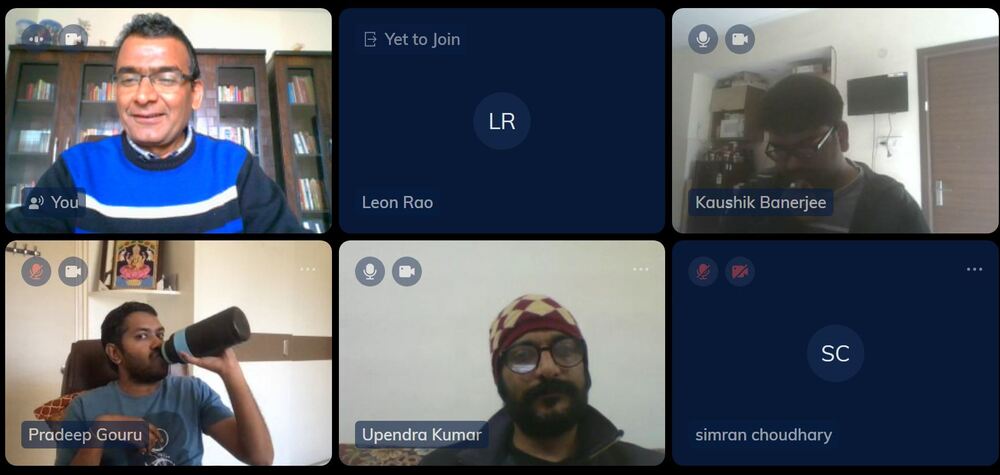 You
Yet to Join
LR
Leon Rao
Kaushik Banerjee
Pradeep Gouru
Upendra Kumar
SC
simran choudhary